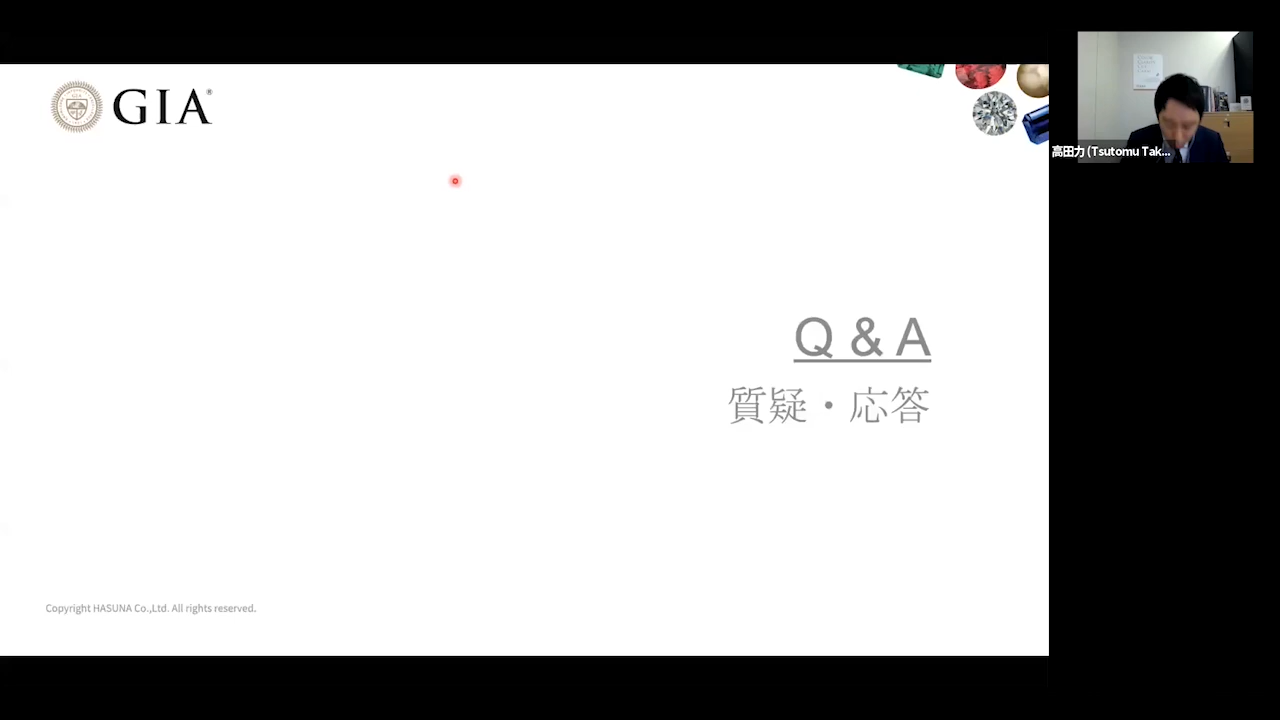 GIA®
Q & A
質疑・応答
Copyright HASUNA Co.,Ltd. All rights reserved.
高田力 (Tsutomu Tak...